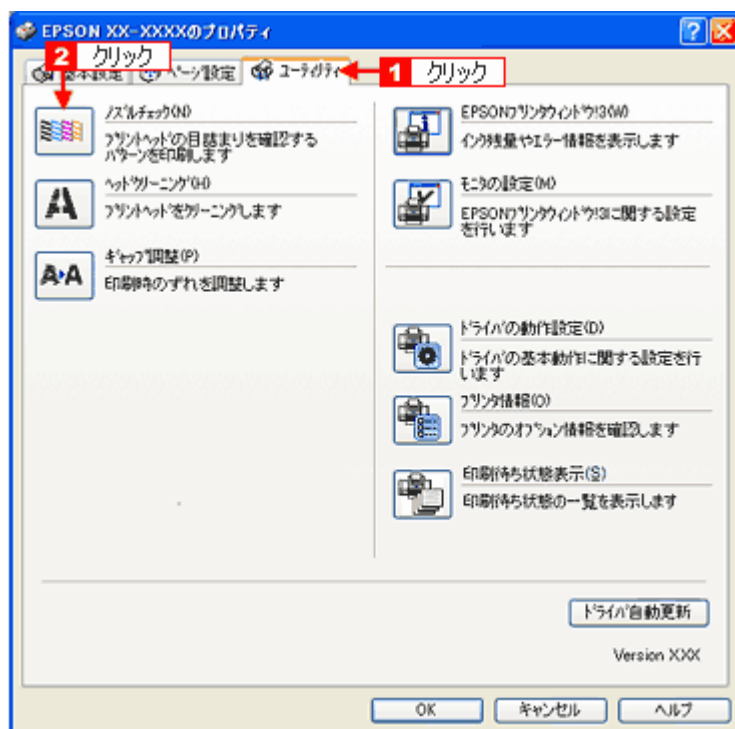 EPSON XX-XXXXのプロパティ
2 クリック
基本設定 ページ設定 ユーティリティ 1 クリック
ノズルチェック(N)
プリントヘッドの目詰まりを確認する
パターンを印刷します
ヘッドクリーニング(H)
プリントヘッドをクリーニングします
ギャップ調整(P)
印刷時のずれを調整します
EPSONプリンタウィンドウ!3(W)
インク残量やエラー情報を表示します
モニタの設定(M)
EPSONプリンタウィンドウ!3に関する設定
を行います
ドライバの動作設定(D)
ドライバの基本動作に関する設定を行
います
プリンタ情報(O)
プリンタのオプション情報を確認します
印刷待ち状態表示(S)
印刷待ち状態の一覧を表示します
ドライバ自動更新
Version XXX
OK キャンセル ヘルプ